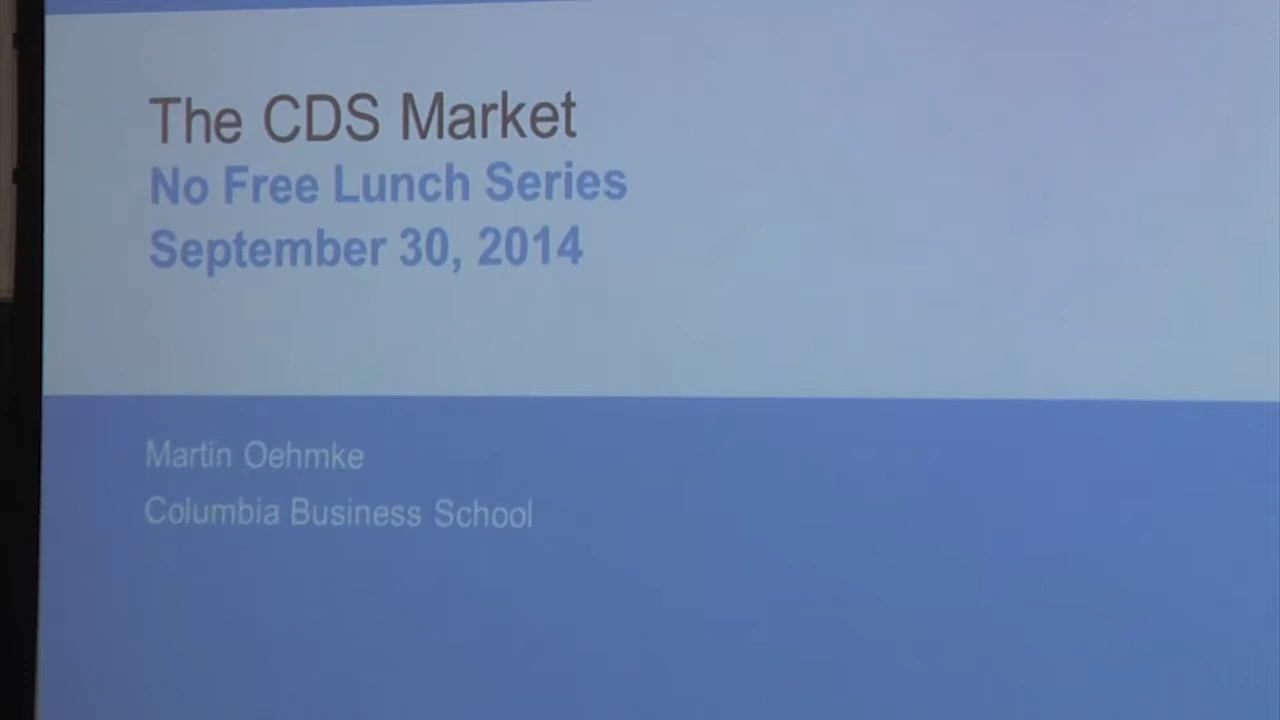 The CDS Market
No Free Lunch Series
September 30, 2014
Martin Oehmke
Columbia Business School